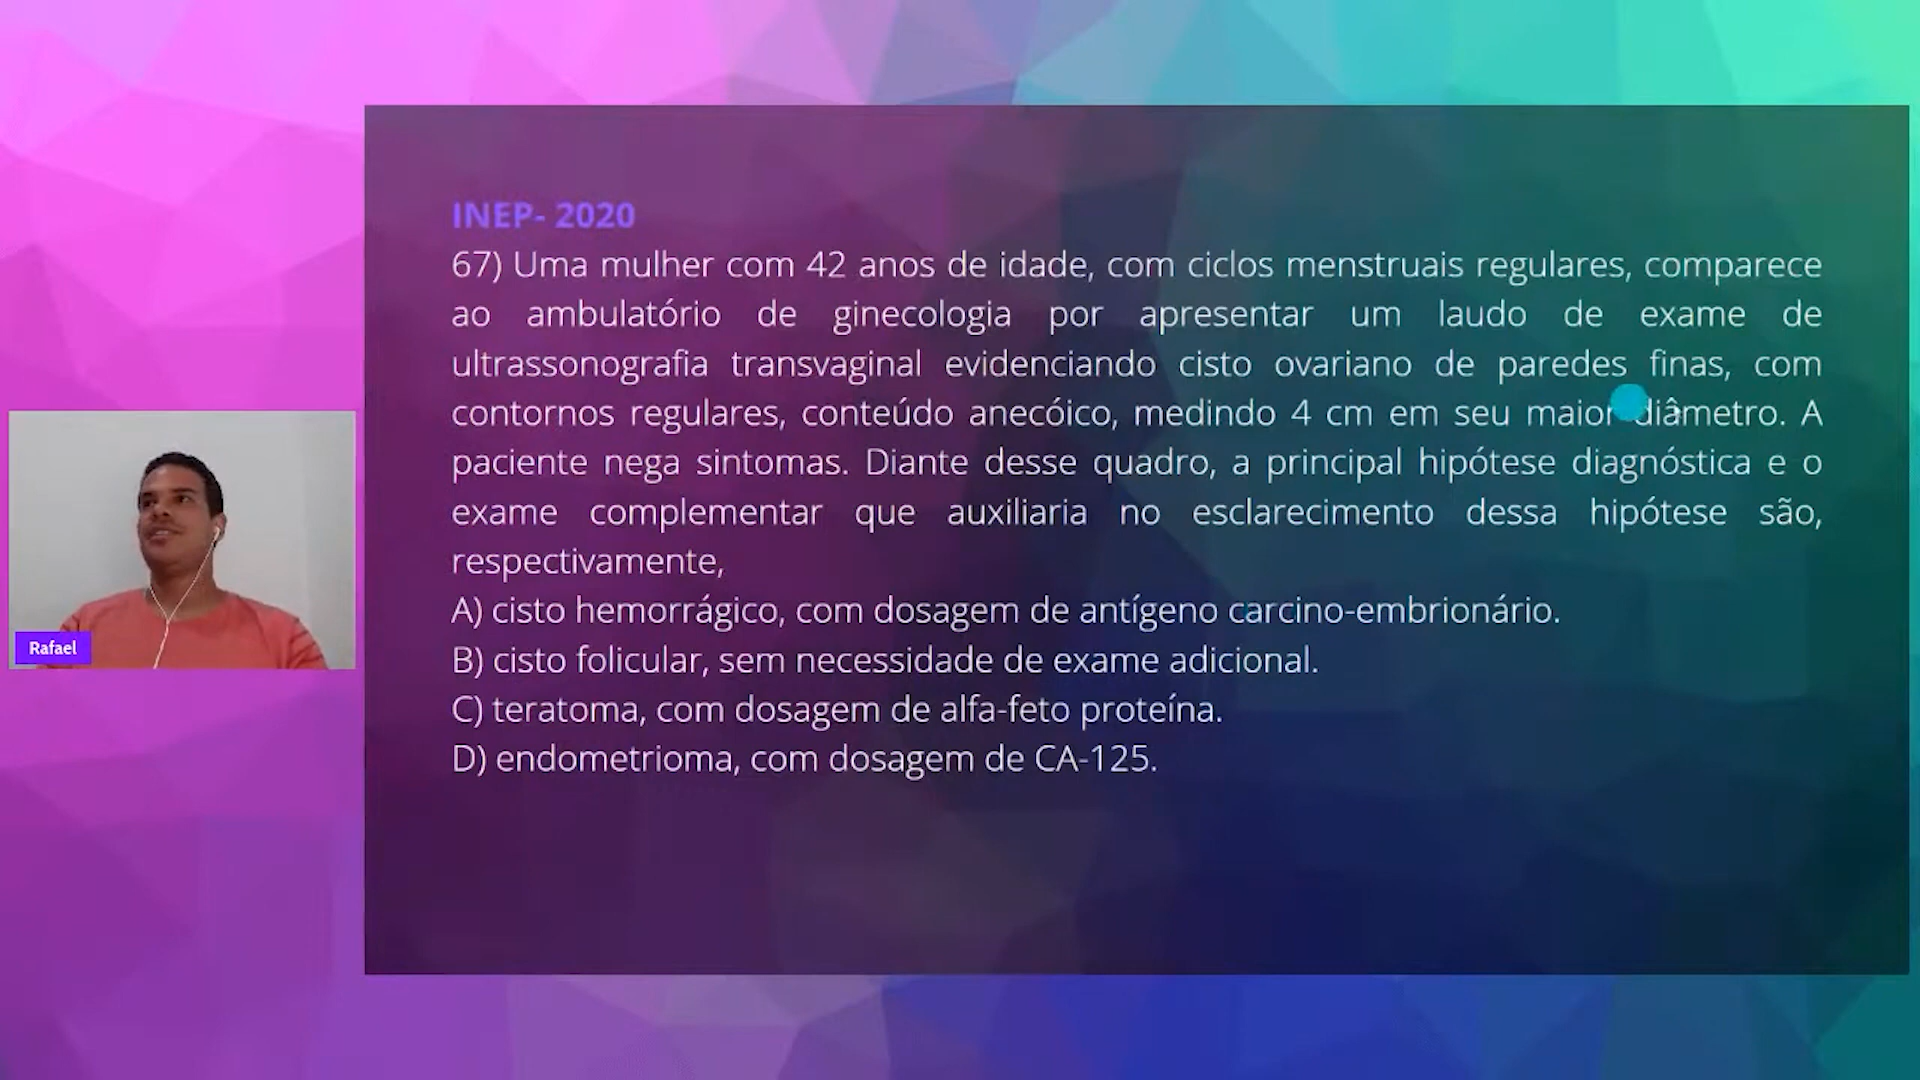 INEP- 2020
67) Uma mulher com 42 anos de idade, com ciclos menstruais regulares, comparece
ao ambulatório de ginecologia por apresentar um laudo de exame de
ultrassonografia transvaginal evidenciando cisto ovariano de paredes finas, com
contornos regulares, conteúdo anecóico, medindo 4 cm em seu maior diâmetro. A
paciente nega sintomas. Diante desse quadro, a principal hipótese diagnóstica e o
exame complementar que auxiliaria no esclarecimento dessa hipótese são,
respectivamente,
A) cisto hemorrágico, com dosagem de antígeno carcino-embrionário.
B) cisto folicular, sem necessidade de exame adicional.
C) teratoma, com dosagem de alfa-feto proteína.
D) endometrioma, com dosagem de CA-125.
Rafael